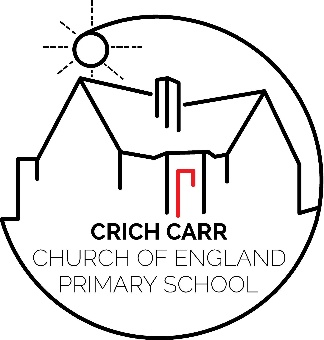 CRICH CARR
CHURCH OF ENGLAND
PRIMARY SCHOOL